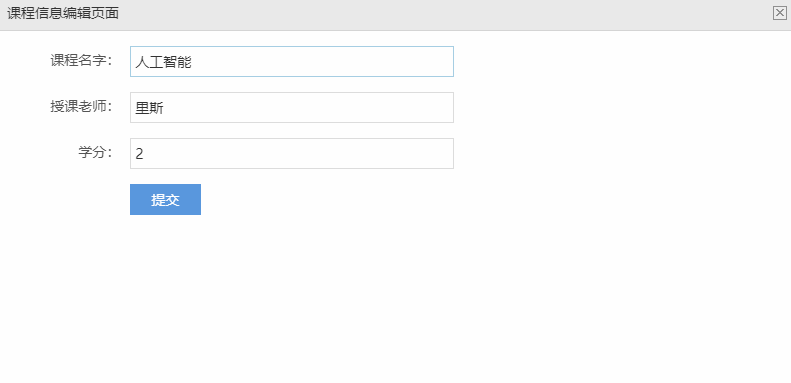 课程信息编辑页面
课程名字： 人工智能
授课老师： 里斯
学分： 2
提交